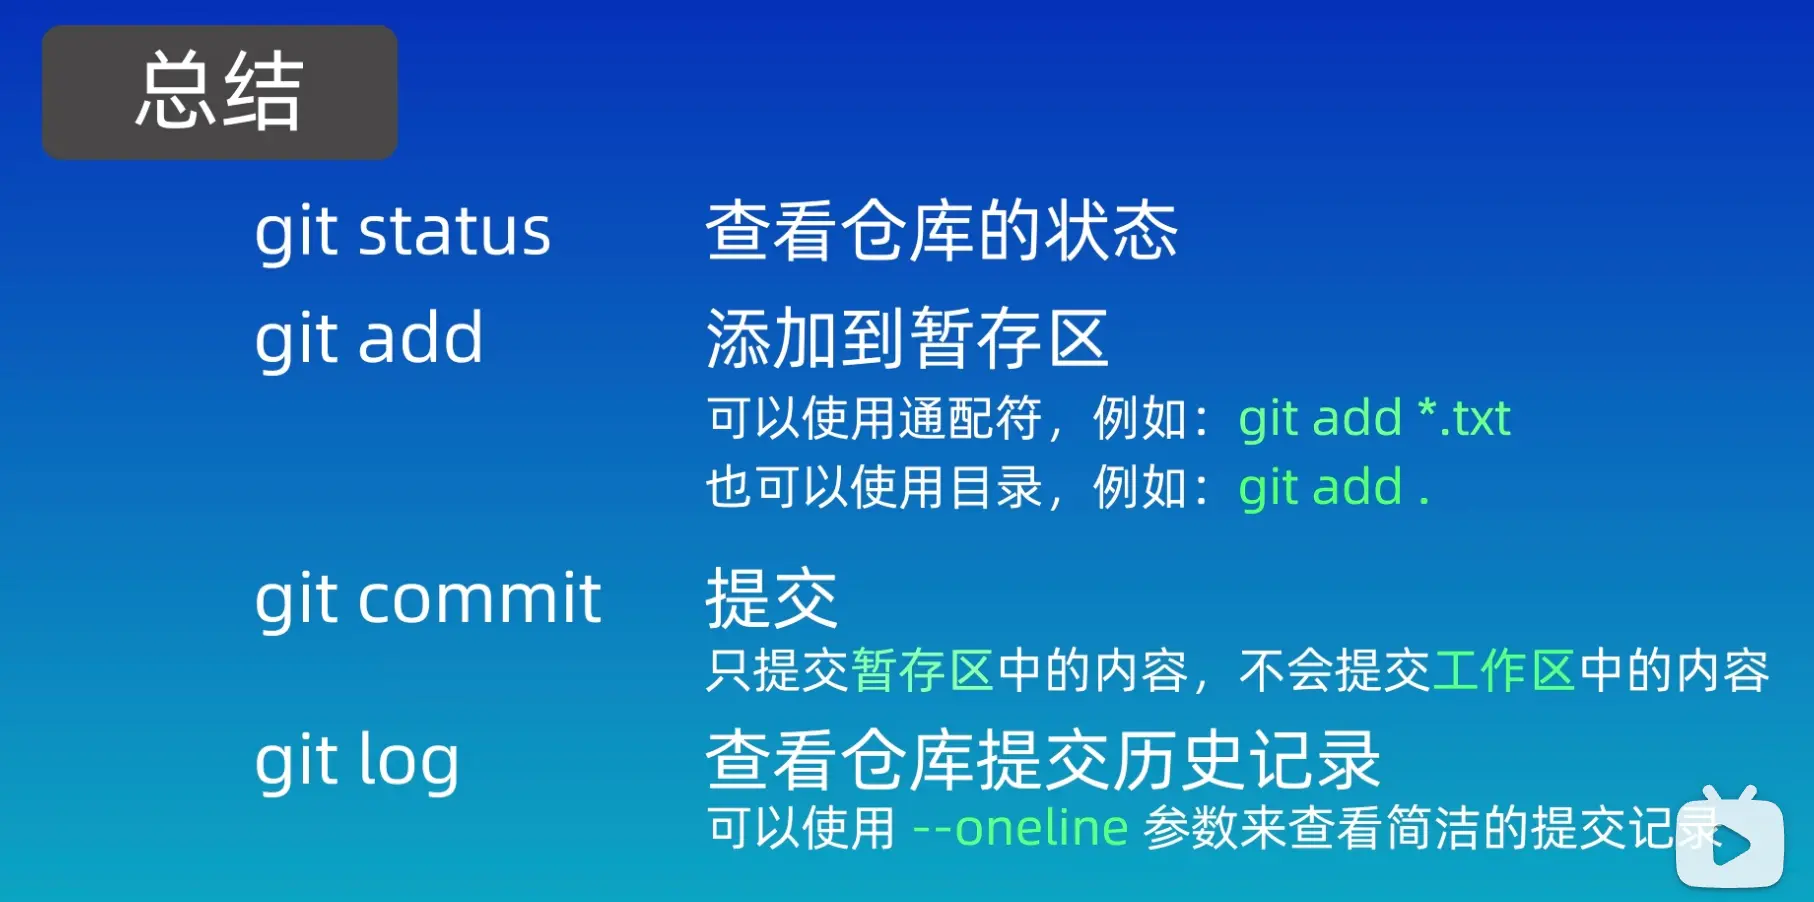 总结
git status 查看仓库的状态
git add 添加到暂存区
可以使用通配符，例如：git add *.txt
也可以使用目录，例如：git add .
git commit 提交
只提交暂存区中的内容，不会提交工作区中的内容
git log 查看仓库提交历史记录
可以使用 --oneline 参数来查看简洁的提交记录